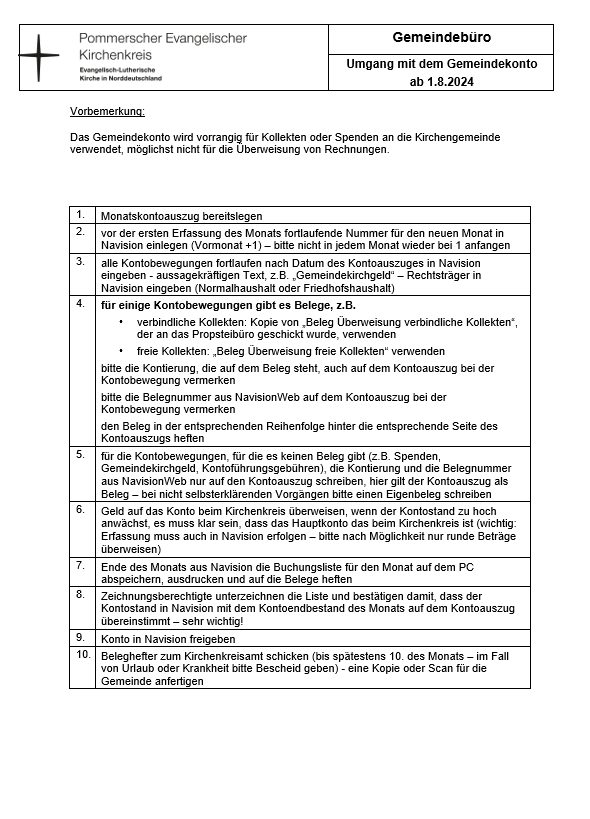 Pommerscher Evangelischer
Kirchenkreis
Evangelisch-Lutherische
Kirche in Norddeutschland
Gemeindebüro
Umgang mit dem Gemeindekonto
ab 1.8.2024
Vorbemerkung:
Das Gemeindekonto wird vorrangig für Kollekten oder Spenden an die Kirchengemeinde
verwendet, möglichst nicht für die Überweisung von Rechnungen.
1. Monatskontoauszug bereitslegen
2. vor der ersten Erfassung des Monats fortlaufende Nummer für den neuen Monat in
Navision einlegen (Vormonat +1) – bitte nicht in jedem Monat wieder bei 1 anfangen
3. alle Kontobewegungen fortlaufen nach Datum des Kontoauszuges in Navision
eingeben - aussagekräftigen Text, z.B. „Gemeindekirchgeld“ – Rechtsträger in
Navision eingeben (Normalhaushalt oder Friedhofshaushalt)
4. für einige Kontobewegungen gibt es Belege, z.B.
• verbindliche Kollekten: Kopie von „Beleg Überweisung verbindliche Kollekten“,
der an das Propsteibüro geschickt wurde, verwenden
• freie Kollekten: „Beleg Überweisung freie Kollekten“ verwenden
bitte die Kontierung, die auf dem Beleg steht, auch auf dem Kontoauszug bei der
Kontobewegung vermerken
bitte die Belegnummer aus NavisionWeb auf dem Kontoauszug bei der
Kontobewegung vermerken
den Beleg in der entsprechenden Reihenfolge hinter die entsprechende Seite des
Kontoauszugs heften
5. für die Kontobewegungen, für die es keinen Beleg gibt (z.B. Spenden,
Gemeindekirchgeld, Kontoführungsgebühren), die Kontierung und die Belegnummer
aus NavisionWeb nur auf den Kontoauszug schreiben, hier gilt der Kontoauszug als
Beleg – bei nicht selbsterklärenden Vorgängen bitte einen Eigenbeleg schreiben
6. Geld auf das Konto beim Kirchenkreis überweisen, wenn der Kontostand zu hoch
anwächst, es muss klar sein, dass das Hauptkonto das beim Kirchenkreis ist (wichtig:
Erfassung muss auch in Navision erfolgen – bitte nach Möglichkeit nur runde Beträge
überweisen)
7. Ende des Monats aus Navision die Buchungsliste für den Monat auf dem PC
abspeichern, ausdrucken und auf die Belege heften
8. Zeichnungsberechtigte unterzeichnen die Liste und bestätigen damit, dass der
Kontostand in Navision mit dem Kontoendbestand des Monats auf dem Kontoauszug
übereinstimmt – sehr wichtig!
9. Konto in Navision freigeben
10. Beleghefter zum Kirchenkreisamt schicken (bis spätestens 10. des Monats – im Fall
von Urlaub oder Krankheit bitte Bescheid geben) - eine Kopie oder Scan für die
Gemeinde anfertigen